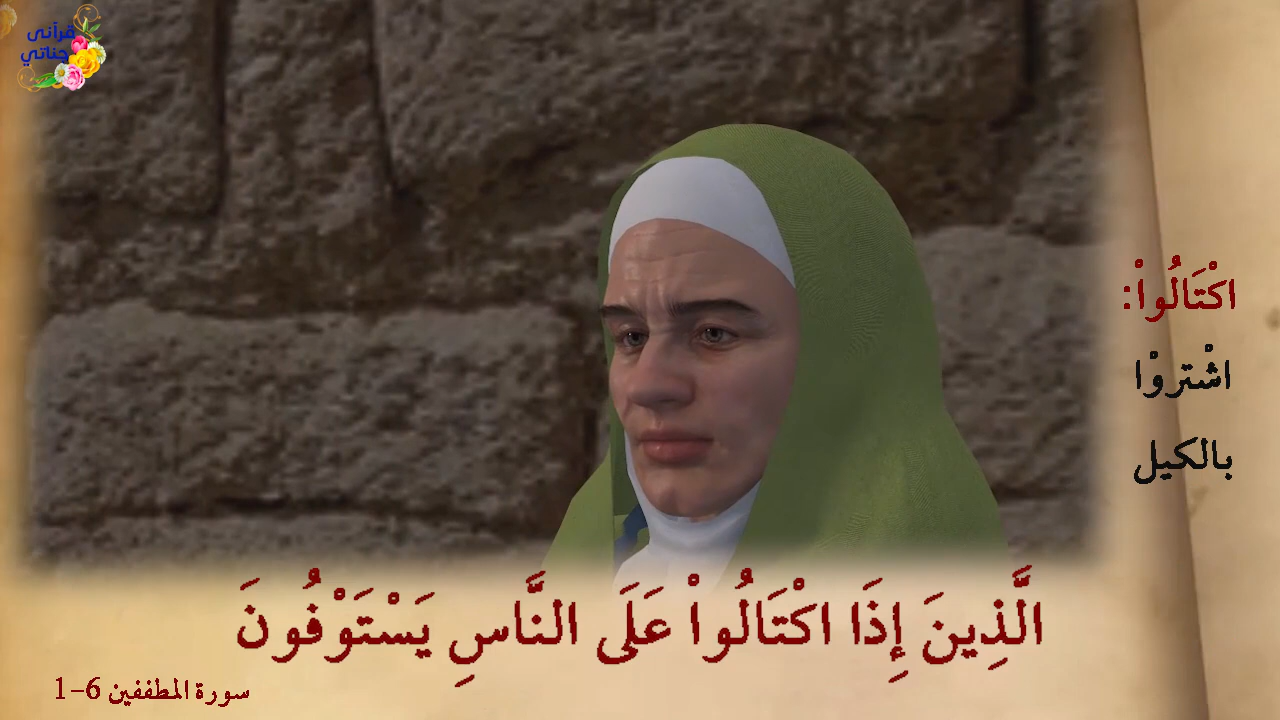 قرآنى
جناتي
اكْتَالُواْ:
اشْتروْا
بالكيل
الَّذِينَ إِذَا اكْتَالُواْ عَلَى النَّاسِ يَسْتَوْفُونَ
سورة المطففين 6-1